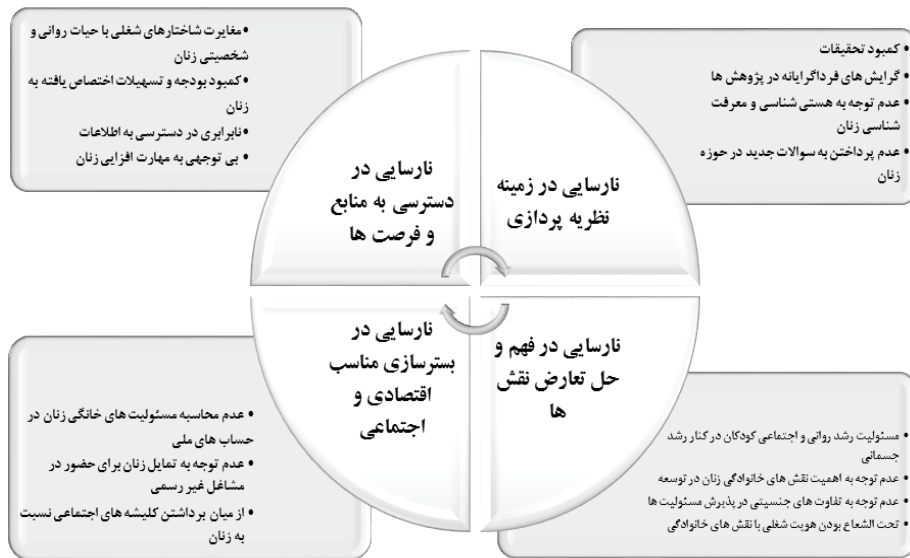 • کمبود تحقیقات
• گرایش های فرداگرایانه در پژوهش ها
• عدم توجه به هستی شناسی و معرفت
شناسی زنان
• عدم پرداختن به سوالات جدید در حوزه
زنان
نارسایی در زمینه
نظریه پردازی
•مغایرت شاختارهای شغلی با حیات روانی و
شخصیتی زنان
•کمبود بودجه و تسهیلات اختصاص یافته به
زنان
•نابرابری در دسترسی به اطلاعات
• بی توجهی به مهارت افزایی زنان
نارسایی در
دسترسی به منابع
و فرصت ها
نارسایی در فهم و
حل تعارض نقش
ها
• مسئولیت رشد روانی و اجتماعی کودکان در کنار رشد
جسمانی
• عدم توجه به اهمیت نقش های خانوادگی زنان در توسعه
• عدم توجه به تفاوت های جنسیتی در پذیرش مسئولیت ها
• تحت الشعاع بودن هویت شغلی با نقش های خانوادگی
نارسایی در
بسترسازی مناسب
اقتصادی و
اجتماعی
• عدم محاسبه مسئولیت های خانگی زنان در
حساب های ملی
• عدم توجه به تمایل زنان برای حضور در
مشاغل غیر رسمی
• از میان برداشتن کلیشه های اجتماعی نسبت
به زنان